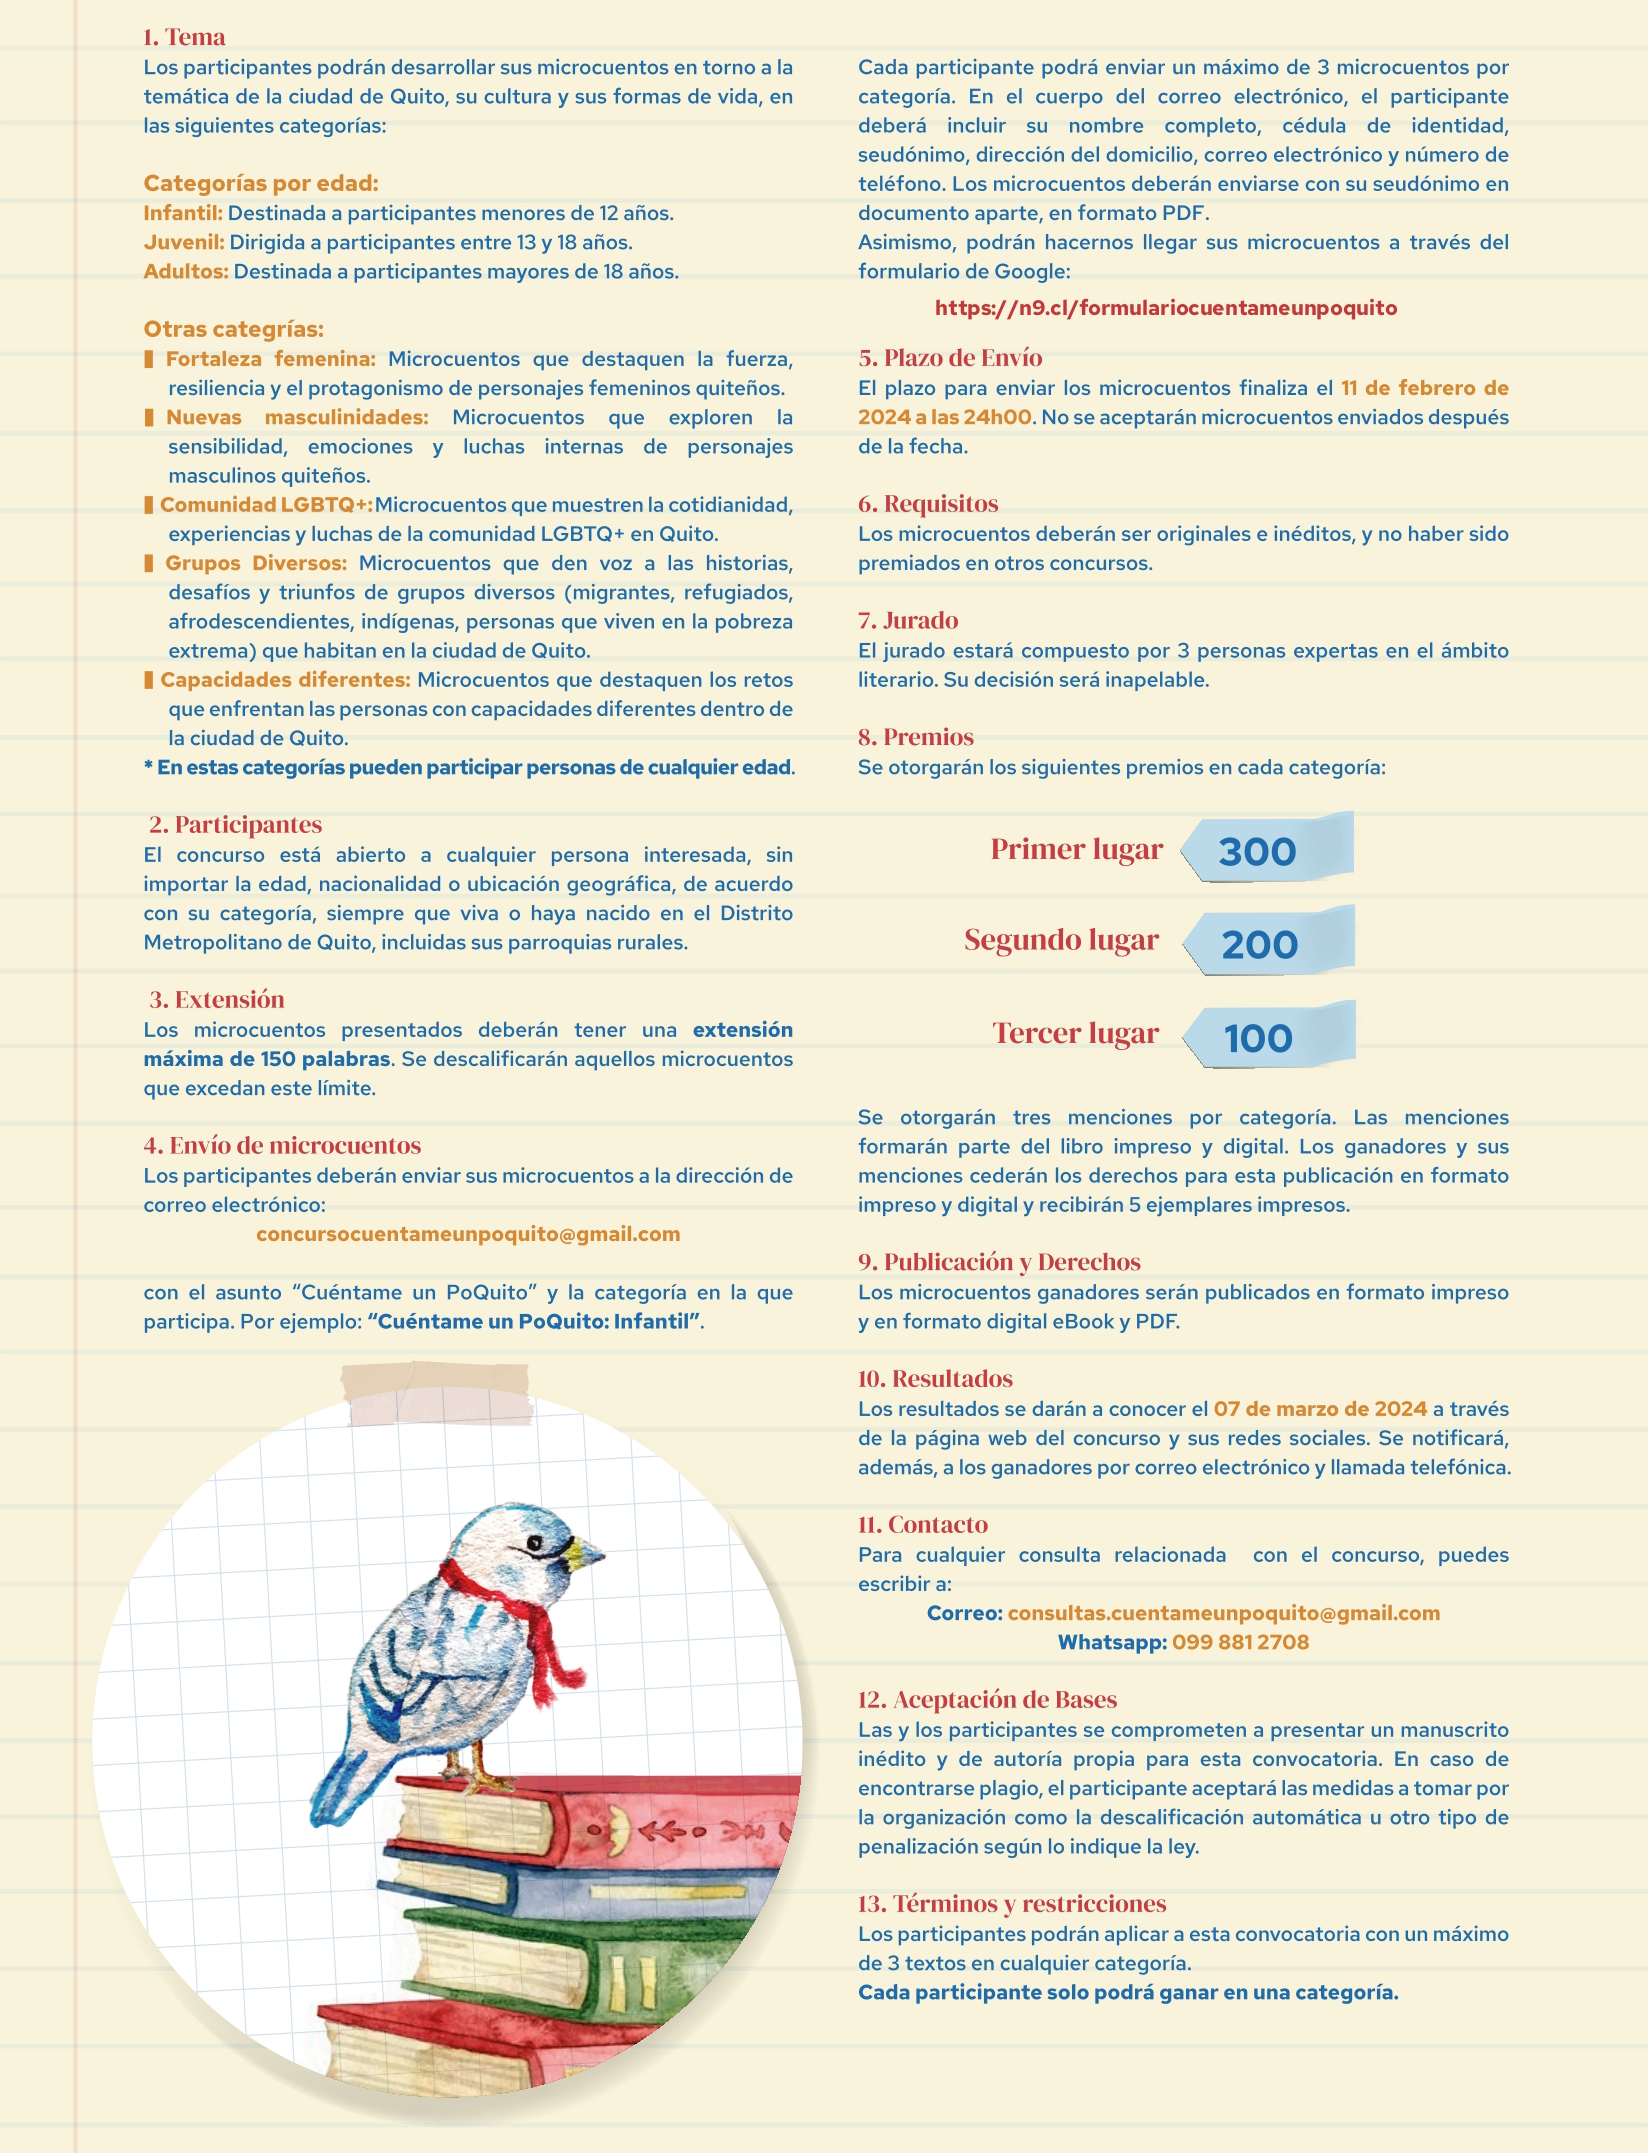 1. Tema
Los participantes podrán desarrollar sus microcuentos en torno a la
temática de la ciudad de Quito, su cultura y sus formas de vida, en
las siguientes categorías:
Categorías por edad:
Infantil: Destinada a participantes menores de 12 años.
Juvenil: Dirigida a participantes entre 13 y 18 años.
Adultos: Destinada a participantes mayores de 18 años.
Otras categrías:
Fortaleza femenina: Microcuentos que destaquen la fuerza,
resiliencia y el protagonismo de personajes femeninos quiteños.
Nuevas masculinidades: Microcuentos que exploren la
sensibilidad, emociones y luchas internas de personajes
masculinos quiteños.
Comunidad LGBTQ+: Microcuentos que muestren la cotidianidad,
experiencias y luchas de la comunidad LGBTQ+ en Quito.
Grupos Diversos: Microcuentos que den voz a las historias,
desafíos y triunfos de grupos diversos (migrantes, refugiados,
afrodescendientes, indígenas, personas que viven en la pobreza
extrema) que habitan en la ciudad de Quito.
Capacidades diferentes: Microcuentos que destaquen los retos
que enfrentan las personas con capacidades diferentes dentro de
la ciudad de Quito.
* En estas categorías pueden participar personas de cualquier edad.
2. Participantes
El concurso está abierto a cualquier persona interesada, sin
importar la edad, nacionalidad o ubicación geográfica, de acuerdo
con su categoría, siempre que viva o haya nacido en el Distrito
Metropolitano de Quito, incluidas sus parroquias rurales.
3. Extensión
Los microcuentos presentados deberán tener una extensión
máxima de 150 palabras. Se descalificarán aquellos microcuentos
que excedan este límite.
4. Envío de microcuentos
Los participantes deberán enviar sus microcuentos a la dirección de
correo electrónico:
concursocuentameunpoquito@gmail.com
con el asunto “Cuéntame un PoQuito” y la categoría en la que
participa. Por ejemplo: “Cuéntame un PoQuito: Infantil”.
Cada participante podrá enviar un máximo de 3 microcuentos por
categoría. En el cuerpo del correo electrónico, el participante
deberá incluir su nombre completo, cédula de identidad,
seudónimo, dirección del domicilio, correo electrónico y número de
teléfono. Los microcuentos deberán enviarse con su seudónimo en
documento aparte, en formato PDF.
Asimismo, podrán hacernos llegar sus microcuentos a través del
formulario de Google:
https://n9.cl/formulariocuentameunpoquito
5. Plazo de Envío
El plazo para enviar los microcuentos finaliza el 11 de febrero de
2024 a las 24h00. No se aceptarán microcuentos enviados después
de la fecha.
6. Requisitos
Los microcuentos deberán ser originales e inéditos, y no haber sido
premiados en otros concursos.
7. Jurado
El jurado estará compuesto por 3 personas expertas en el ámbito
literario. Su decisión será inapelable.
8. Premios
Se otorgarán los siguientes premios en cada categoría:
Primer lugar 300
Segundo lugar 200
Tercer lugar 100
Se otorgarán tres menciones por categoría. Las menciones
formarán parte del libro impreso y digital. Los ganadores y sus
menciones cederán los derechos para esta publicación en formato
impreso y digital y recibirán 5 ejemplares impresos.
9. Publicación y Derechos
Los microcuentos ganadores serán publicados en formato impreso
y en formato digital eBook y PDF.
10. Resultados
Los resultados se darán a conocer el 07 de marzo de 2024 a través
de la página web del concurso y sus redes sociales. Se notificará,
además, a los ganadores por correo electrónico y llamada telefónica.
11. Contacto
Para cualquier consulta relacionada con el concurso, puedes
escribir a:
Correo: consultas.cuentameunpoquito@gmail.com
Whatsapp: 099 881 2708
12. Aceptación de Bases
Las y los participantes se comprometen a presentar un manuscrito
inédito y de autoría propia para esta convocatoria. En caso de
encontrarse plagio, el participante aceptará las medidas a tomar por
la organización como la descalificación automática u otro tipo de
penalización según lo indique la ley.
13. Términos y restricciones
Los participantes podrán aplicar a esta convocatoria con un máximo
de 3 textos en cualquier categoría.
Cada participante solo podrá ganar en una categoría.